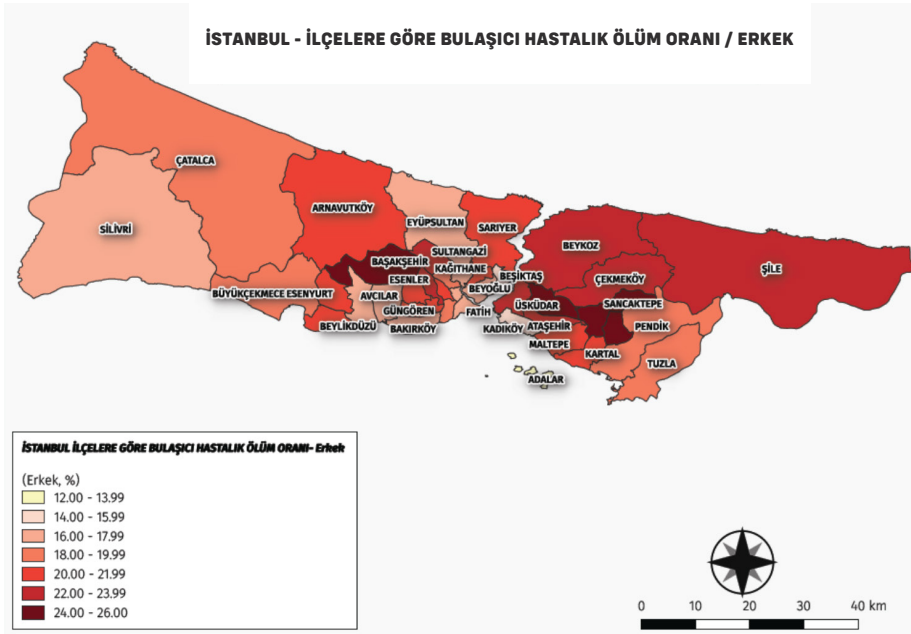 İSTANBUL - İLÇELERE GÖRE BULAŞICI HASTALIK ÖLÜM ORANI / ERKEK
ÇATALCA
SİLİVRİ
ARNAVUTKÖY
EYÜPSULTAN
SARIYER
SULTANGAZİ
BAŞAKŞEHİR
KAĞITHANE
BEŞİKTAŞ
ESENLER
BEYOĞLU
BÜYÜKÇEKMECE ESENYURT
AVCILAR
GÜNGÖREN
FATİH
BEYLİKDÜZÜ
BAKIRKÖY
KADIKÖY
BEYKOZ
ÇEKMEKÖY
ŞİLE
ÜSKÜDAR
SANCAKTEPE
ATAŞEHİR
PENDİK
MALTEPE
KARTAL
TUZLA
ADALAR
İSTANBUL İLÇELERE GÖRE BULAŞICI HASTALIK ÖLÜM ORANI- Erkek
(Erkek, %)
12.00 - 13.99
14.00 - 15.99
16.00 - 17.99
18.00 - 19.99
20.00 - 21.99
22.00 - 23.99
24.00 - 26.00
0 10 20 30 40 km